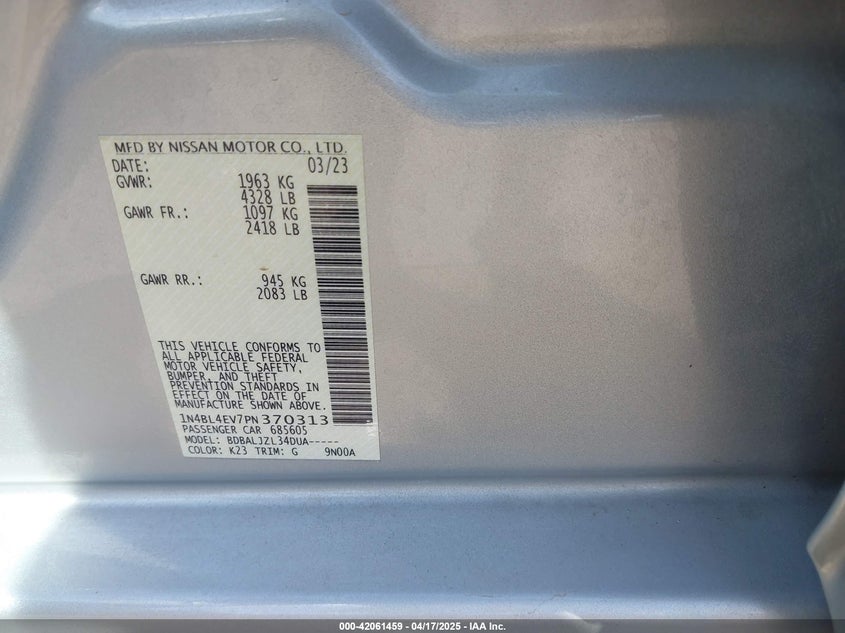 MFD BY NISSAN MOTOR CO., LTD.
DATE: 03/23
GVWR: 1963 KG
4328 LB
GAWR FR.: 1097 KG
2418 LB
GAWR RR.: 945 KG
2083 LB
THIS VEHICLE CONFORMS TO
ALL APPLICABLE FEDERAL
MOTOR VEHICLE SAFETY,
BUMPER, AND THEFT
PREVENTION STANDARDS IN
EFFECT ON THE DATE OF
MANUFACTURE SHOWN ABOVE.
1N4BL4EV7PN370313
PASSENGER CAR 685605
MODEL: BDBALJZL34DUA-----
COLOR: K23 TRIM: G 9N00A
000-42061459 - 04/17/2025 - IAA Inc.